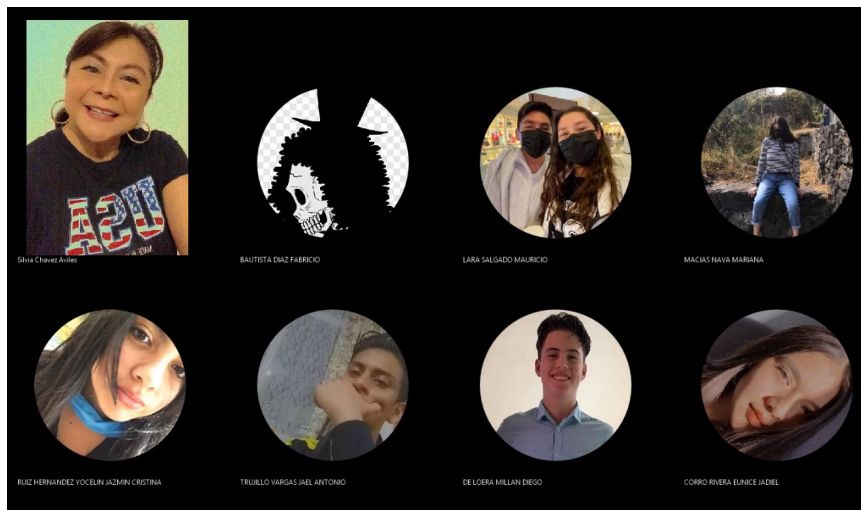 ASU
Silvia Chavez Aviles
BAUTISTA DIAZ FABRICIO
LARA SALGADO MAURICIO
MACIAS NAVA MARIANA
RUIZ HERNANDEZ YOCELIN JAZMIN CRISTINA
TRUJILLO VARGAS JAEL ANTONIO
DE LOERA MILLAN DIEGO
CORRO RIVERA EUNICE JADIEL